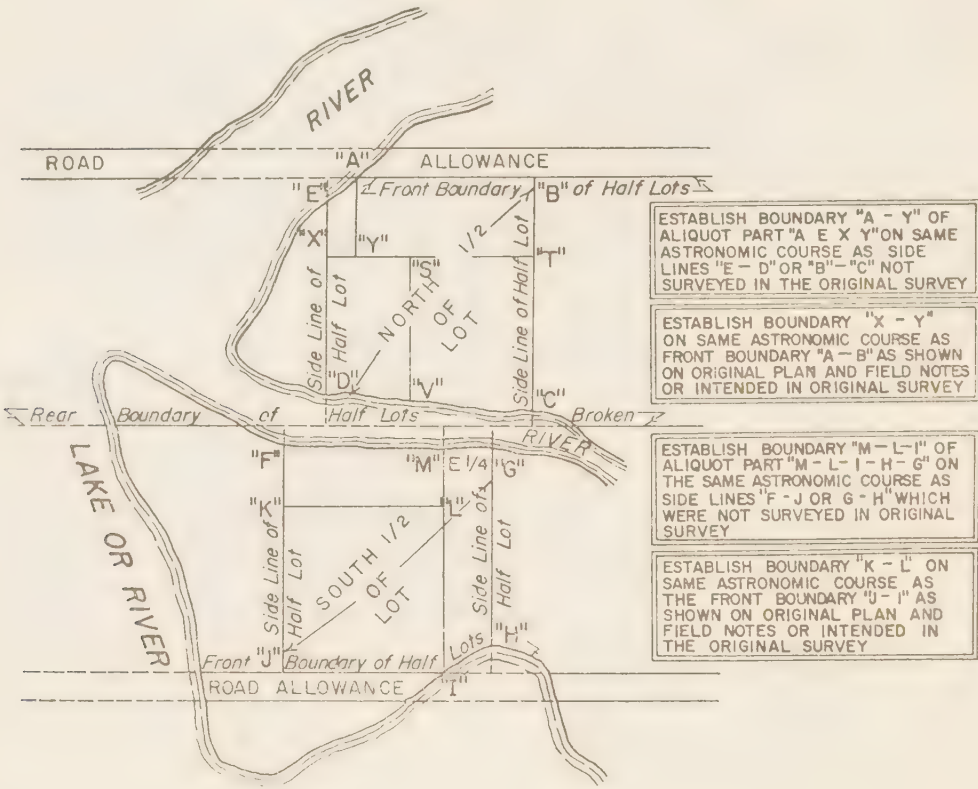 RIVER
ROAD ALLOWANCE
"A"
"E" Front Boundary "B" of Half Lots
"X" "Y" "S" 1/2 "T"
Side Line of Half Lot
NORTH OF LOT
Side Line of Half Lot
"D" "V" "C"
Rear Boundary of Half Lots Broken
RIVER
"F" "M" E 1/4 "G"
"K" "L"
LAKE OR RIVER
Side Line of Half Lot
SOUTH 1/2 OF LOT
Side Line of Half Lot
"H"
Front "J" Boundary of Half Lots
ROAD ALLOWANCE "I"
ESTABLISH BOUNDARY "A - Y" OF
ALIQUOT PART "A E X Y" ON SAME
ASTRONOMIC COURSE AS SIDE
LINES "E - D" OR "B" - "C" NOT
SURVEYED IN THE ORIGINAL SURVEY
ESTABLISH BOUNDARY "X - Y"
ON SAME ASTRONOMIC COURSE AS
FRONT BOUNDARY "A - B" AS SHOWN
ON ORIGINAL PLAN AND FIELD NOTES
OR INTENDED IN ORIGINAL SURVEY
ESTABLISH BOUNDARY "M - L - I" OF
ALIQUOT PART "M - L - I - H - G" ON
THE SAME ASTRONOMIC COURSE AS
SIDE LINES "F - J OR G - H" WHICH
WERE NOT SURVEYED IN ORIGINAL
SURVEY
ESTABLISH BOUNDARY "K - L" ON
SAME ASTRONOMIC COURSE AS
THE FRONT BOUNDARY "J - I" AS
SHOWN ON ORIGINAL PLAN AND
FIELD NOTES OR INTENDED IN
THE ORIGINAL SURVEY